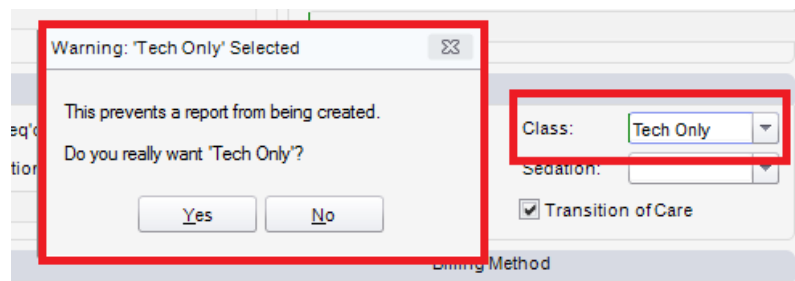 Warning: 'Tech Only' Selected
This prevents a report from being created.
Do you really want 'Tech Only'?
Yes No
Class: Tech Only
Sedation:
Transition of Care
Method